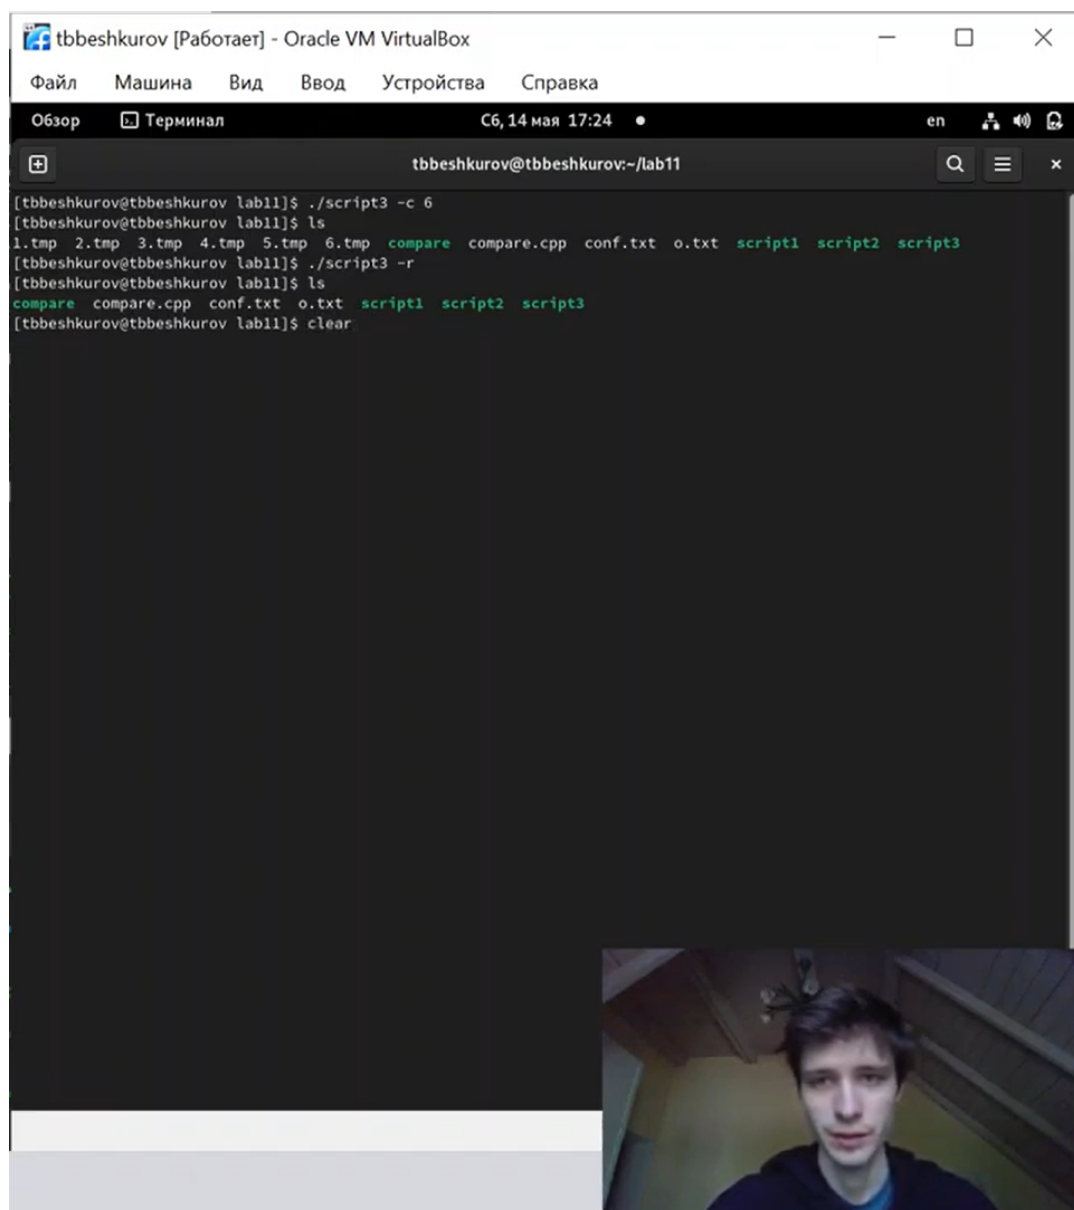 tbbeshkurov [Работает] - Oracle VM VirtualBox
Файл Машина Вид Ввод Устройства Справка
Обзор Терминал Сб, 14 мая 17:24 en
tbbeshkurov@tbbeshkurov:~/lab11
[tbbeshkurov@tbbeshkurov lab11]$ ./script3 -c 6
[tbbeshkurov@tbbeshkurov lab11]$ ls
1.tmp 2.tmp 3.tmp 4.tmp 5.tmp 6.tmp compare compare.cpp conf.txt o.txt script1 script2 script3
[tbbeshkurov@tbbeshkurov lab11]$ ./script3 -r
[tbbeshkurov@tbbeshkurov lab11]$ ls
compare compare.cpp conf.txt o.txt script1 script2 script3
[tbbeshkurov@tbbeshkurov lab11]$ clear